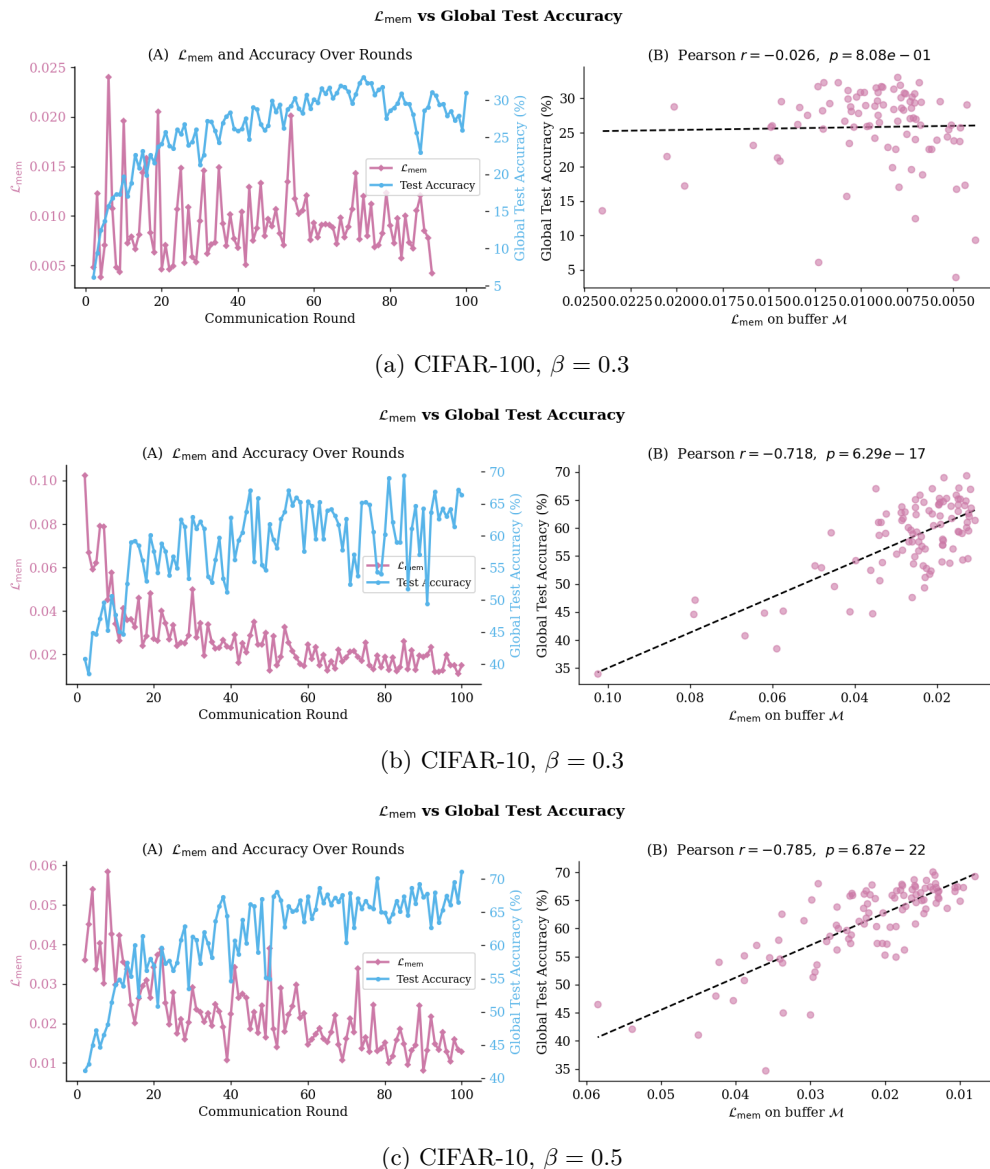 ℒmem vs Global Test Accuracy
(A) ℒmem and Accuracy Over Rounds
0.025
0.020
0.015
0.010
0.005
ℒmem
30
25
20
15
10
5
Global Test Accuracy (%)
ℒmem
Test Accuracy
0 20 40 60 80 100
Communication Round
(B) Pearson r = −0.026, p = 8.08e − 01
30
25
20
15
10
5
Global Test Accuracy (%)
0.0250 0.0225 0.0200 0.0175 0.0150 0.0125 0.0100 0.0075 0.0050
ℒmem on buffer ℳ
(a) CIFAR-100, β = 0.3
ℒmem vs Global Test Accuracy
(A) ℒmem and Accuracy Over Rounds
0.10
0.08
0.06
0.04
0.02
ℒmem
70
65
60
55
50
45
40
Global Test Accuracy (%)
ℒmem
Test Accuracy
0 20 40 60 80 100
Communication Round
(B) Pearson r = −0.718, p = 6.29e − 17
70
65
60
55
50
45
40
35
Global Test Accuracy (%)
0.10 0.08 0.06 0.04 0.02
ℒmem on buffer ℳ
(b) CIFAR-10, β = 0.3
ℒmem vs Global Test Accuracy
(A) ℒmem and Accuracy Over Rounds
0.06
0.05
0.04
0.03
0.02
0.01
ℒmem
70
65
60
55
50
45
40
Global Test Accuracy (%)
ℒmem
Test Accuracy
0 20 40 60 80 100
Communication Round
(B) Pearson r = −0.785, p = 6.87e − 22
70
65
60
55
50
45
40
35
Global Test Accuracy (%)
0.06 0.05 0.04 0.03 0.02 0.01
ℒmem on buffer ℳ
(c) CIFAR-10, β = 0.5